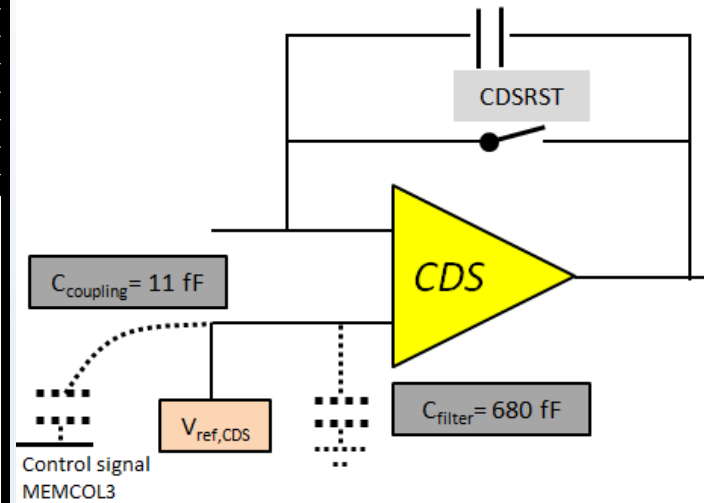 CDSRST
CDS
Ccoupling= 11 fF
Vref,CDS
Cfilter= 680 fF
Control signal
MEMCOL3